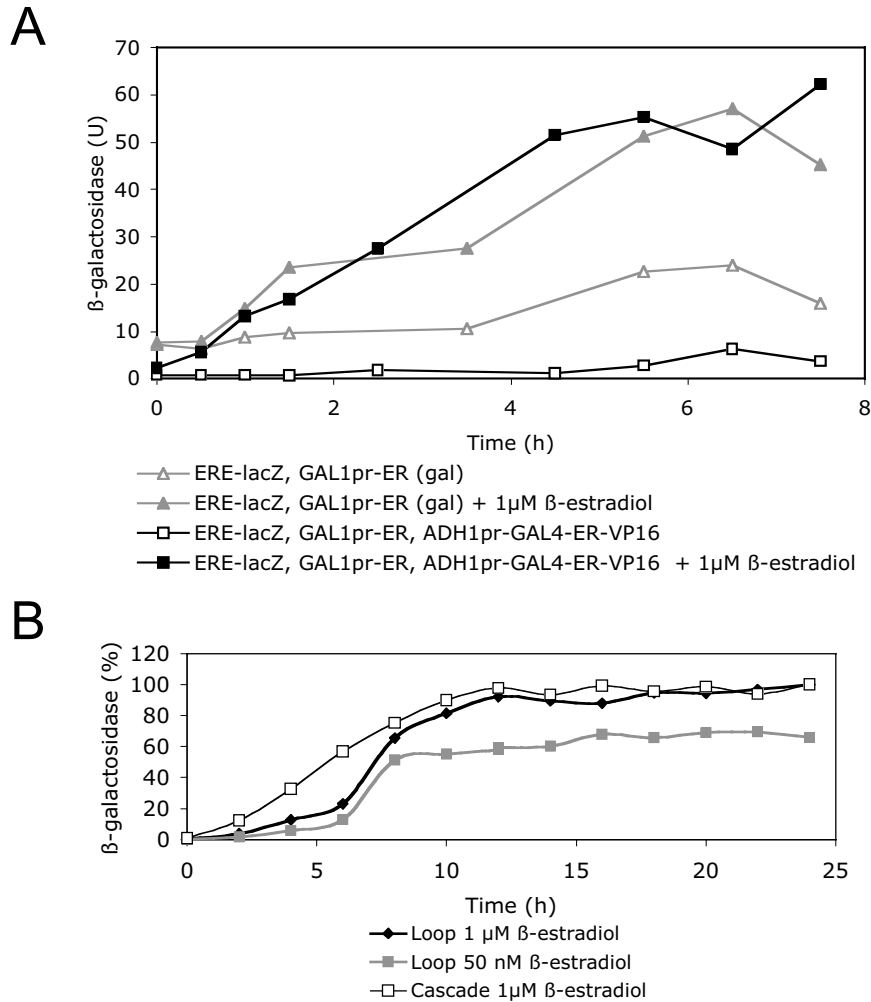 A
ß-galactosidase (U)
70
60
50
40
30
20
10
0
0 2 4 6 8
Time (h)
ERE-lacZ, GAL1pr-ER (gal)
ERE-lacZ, GAL1pr-ER (gal) + 1µM ß-estradiol
ERE-lacZ, GAL1pr-ER, ADH1pr-GAL4-ER-VP16
ERE-lacZ, GAL1pr-ER, ADH1pr-GAL4-ER-VP16 + 1µM ß-estradiol
B
ß-galactosidase (%)
120
100
80
60
40
20
0
0 5 10 15 20 25
Time (h)
Loop 1 µM ß-estradiol
Loop 50 nM ß-estradiol
Cascade 1µM ß-estradiol